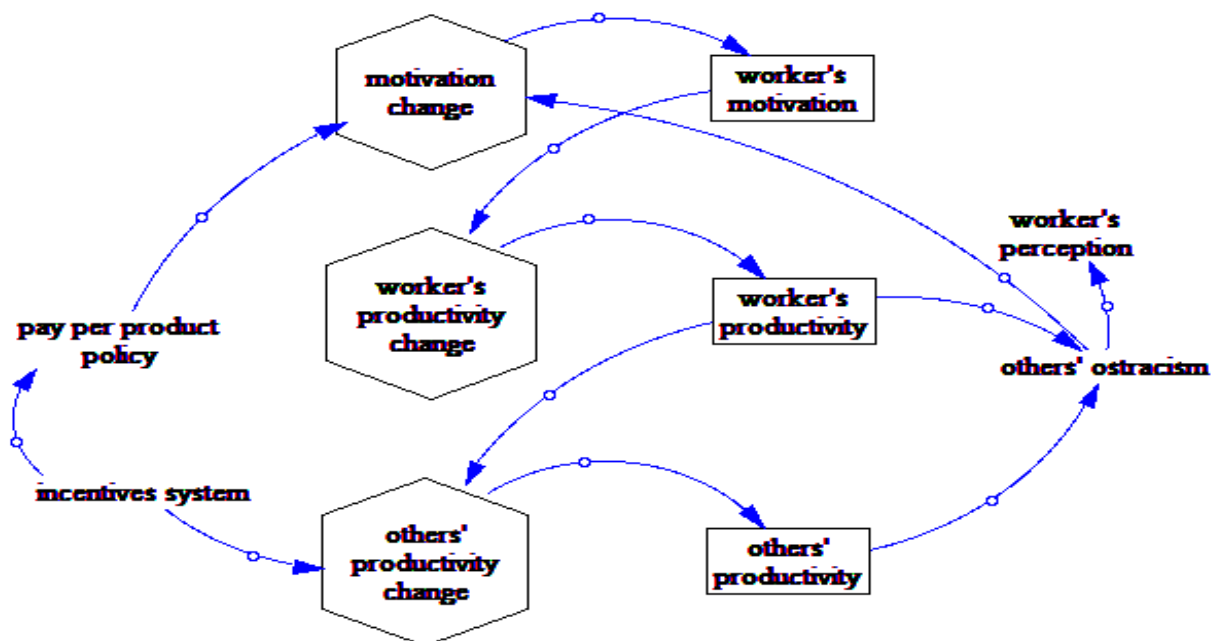 motivation
change
worker's
motivation
worker's
perception
worker's
productivity
change
worker's
productivity
pay per product
policy
others' ostracism
incentives system
others'
productivity
change
others'
productivity